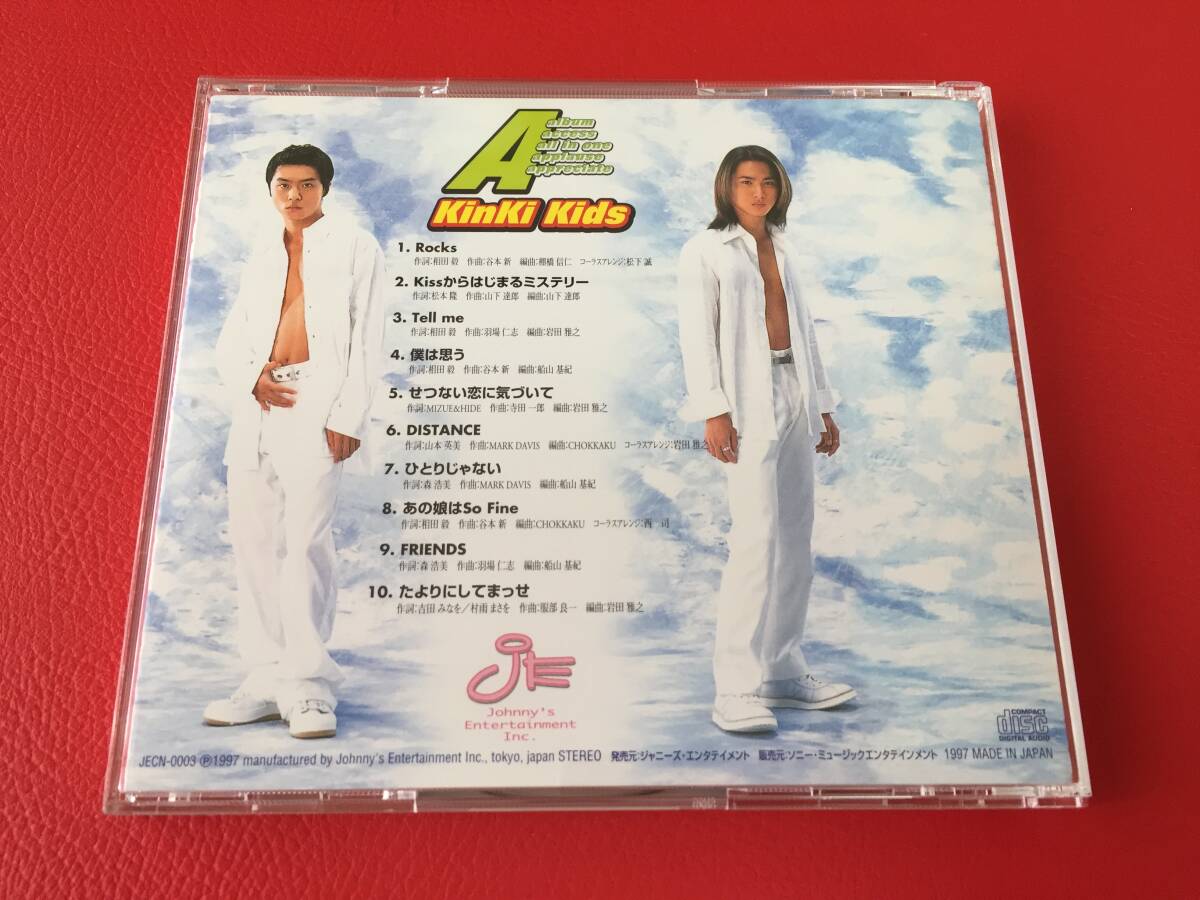 A
album
access
all in one
applause
appreciate
KinKi Kids
1. Rocks
作詞:相田 毅 作曲:谷本 新 編曲:棚橋 信仁 コーラスアレンジ:松下 誠
2. Kissからはじまるミステリー
作詞:松本 隆 作曲:山下 達郎 編曲:山下 達郎
3. Tell me
作詞:相田 毅 作曲:羽場 仁志 編曲:岩田 雅之
4. 僕は思う
作詞:相田 毅 作曲:谷本 新 編曲:船山 基紀
5. せつない恋に気づいて
作詞:MIZUE&HIDE 作曲:寺田 一郎 編曲:岩田 雅之
6. DISTANCE
作詞:山本 英美 作曲:MARK DAVIS 編曲:CHOKKAKU コーラスアレンジ:岩田 雅之
7. ひとりじゃない
作詞:森 浩美 作曲:MARK DAVIS 編曲:船山 基紀
8. あの娘はSo Fine
作詞:相田 毅 作曲:谷本 新 編曲:CHOKKAKU コーラスアレンジ:西 司
9. FRIENDS
作詞:森 浩美 作曲:羽場 仁志 編曲:船山 基紀
10. たよりにしてまっせ
作詞:吉田 みなを/村雨 まさを 作曲:服部 良一 編曲:岩田 雅之
JE
Johnny's
Entertainment
Inc.
COMPACT
disc
DIGITAL AUDIO
JECN-0003 Ⓟ1997 manufactured by Johnny's Entertainment Inc., tokyo, japan STEREO 発売元:ジャニーズ・エンタテイメント 販売元:ソニー・ミュージックエンタテインメント 1997 MADE IN JAPAN